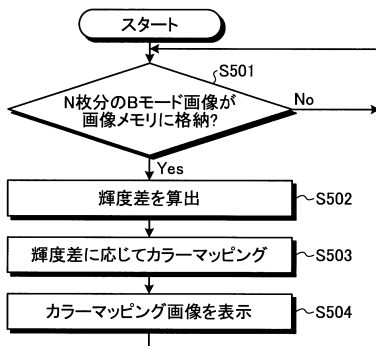 スタート
S501
N枚分のBモード画像が
画像メモリに格納?
No
Yes
輝度差を算出
S502
輝度差に応じてカラーマッピング
S503
カラーマッピング画像を表示
S504